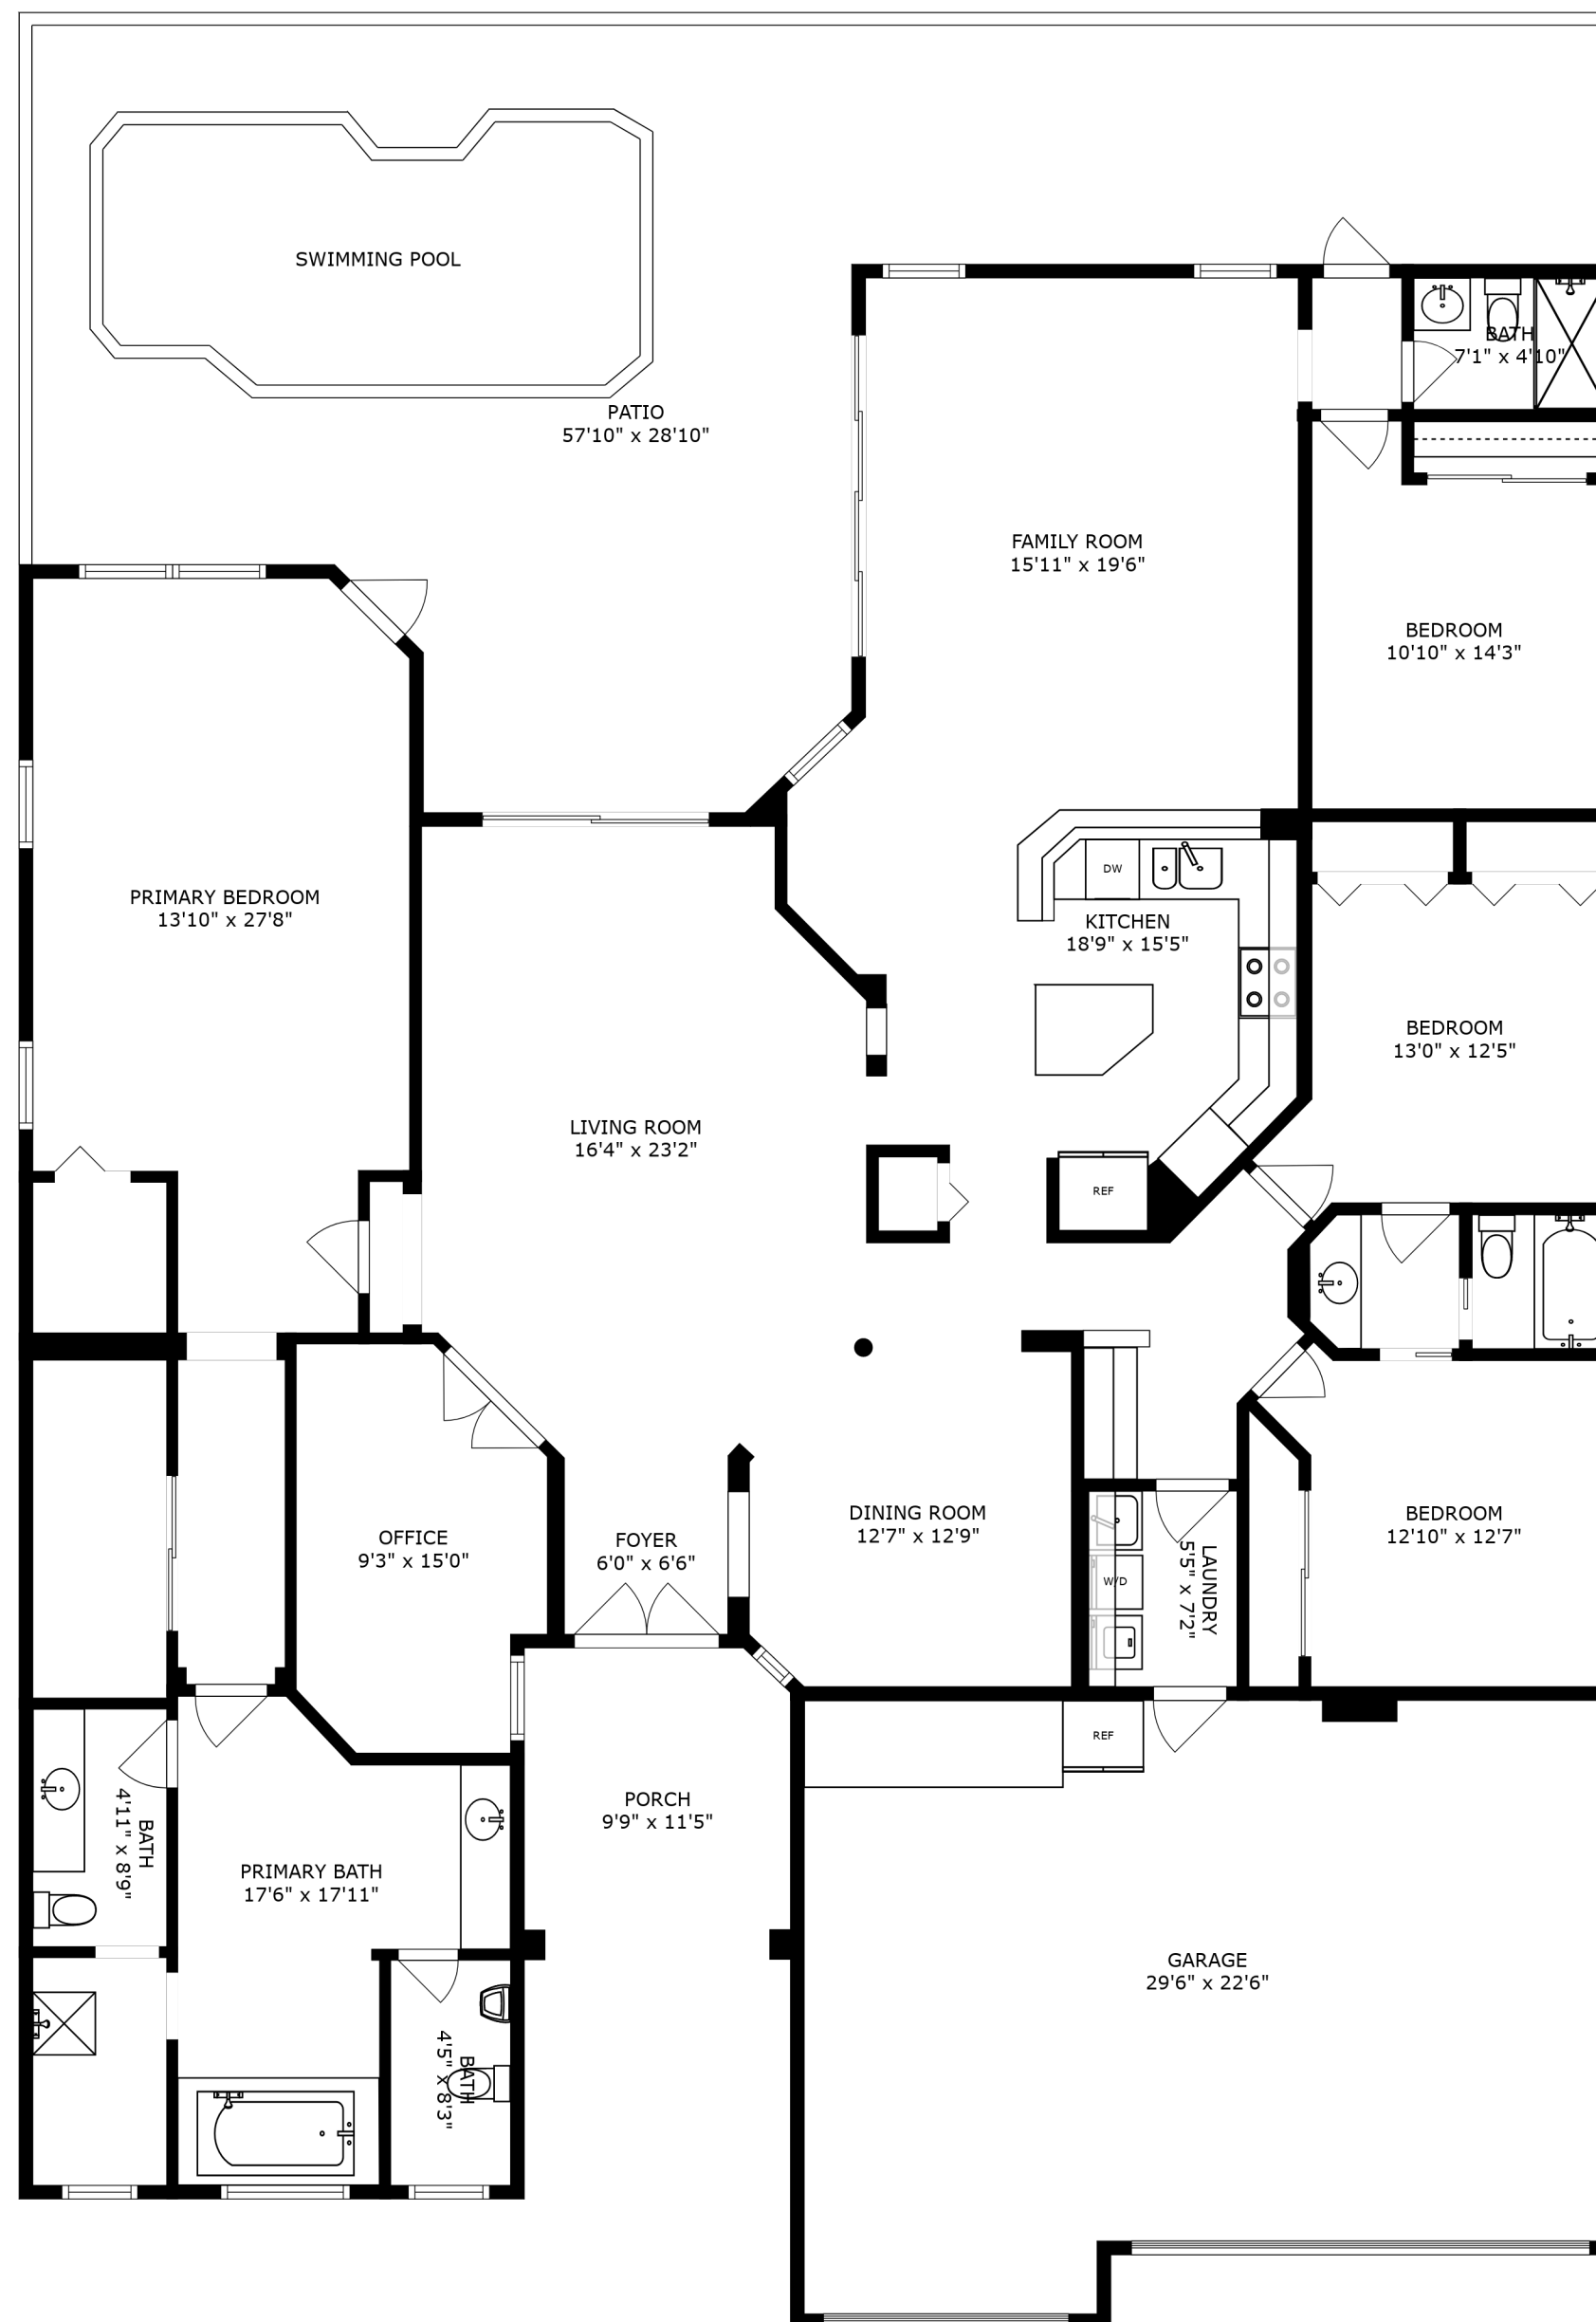 SWIMMING POOL
PATIO
57'10" x 28'10"
BATH
7'1" x 4'10"
FAMILY ROOM
15'11" x 19'6"
BEDROOM
10'10" x 14'3"
PRIMARY BEDROOM
13'10" x 27'8"
DW
KITCHEN
18'9" x 15'5"
BEDROOM
13'0" x 12'5"
LIVING ROOM
16'4" x 23'2"
REF
OFFICE
9'3" x 15'0"
FOYER
6'0" x 6'6"
DINING ROOM
12'7" x 12'9"
W/D
LAUNDRY
5'5" x 7'2"
BEDROOM
12'10" x 12'7"
REF
PORCH
9'9" x 11'5"
BATH
4'11" x 8'9"
PRIMARY BATH
17'6" x 17'11"
GARAGE
29'6" x 22'6"
BATH
4'5" x 8'3"